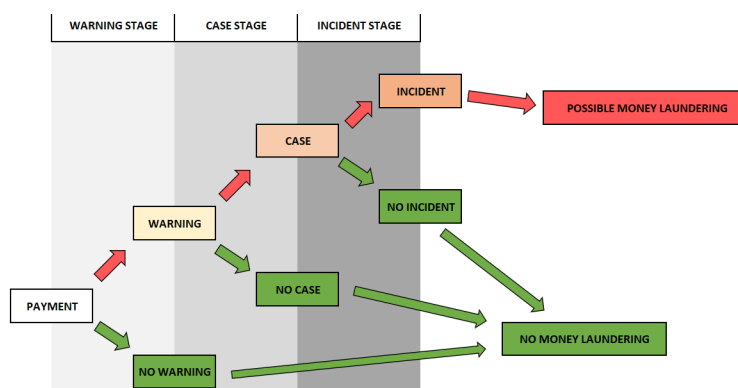 WARNING STAGE
CASE STAGE
INCIDENT STAGE
INCIDENT
POSSIBLE MONEY LAUNDERING
CASE
NO INCIDENT
WARNING
NO CASE
PAYMENT
NO MONEY LAUNDERING
NO WARNING